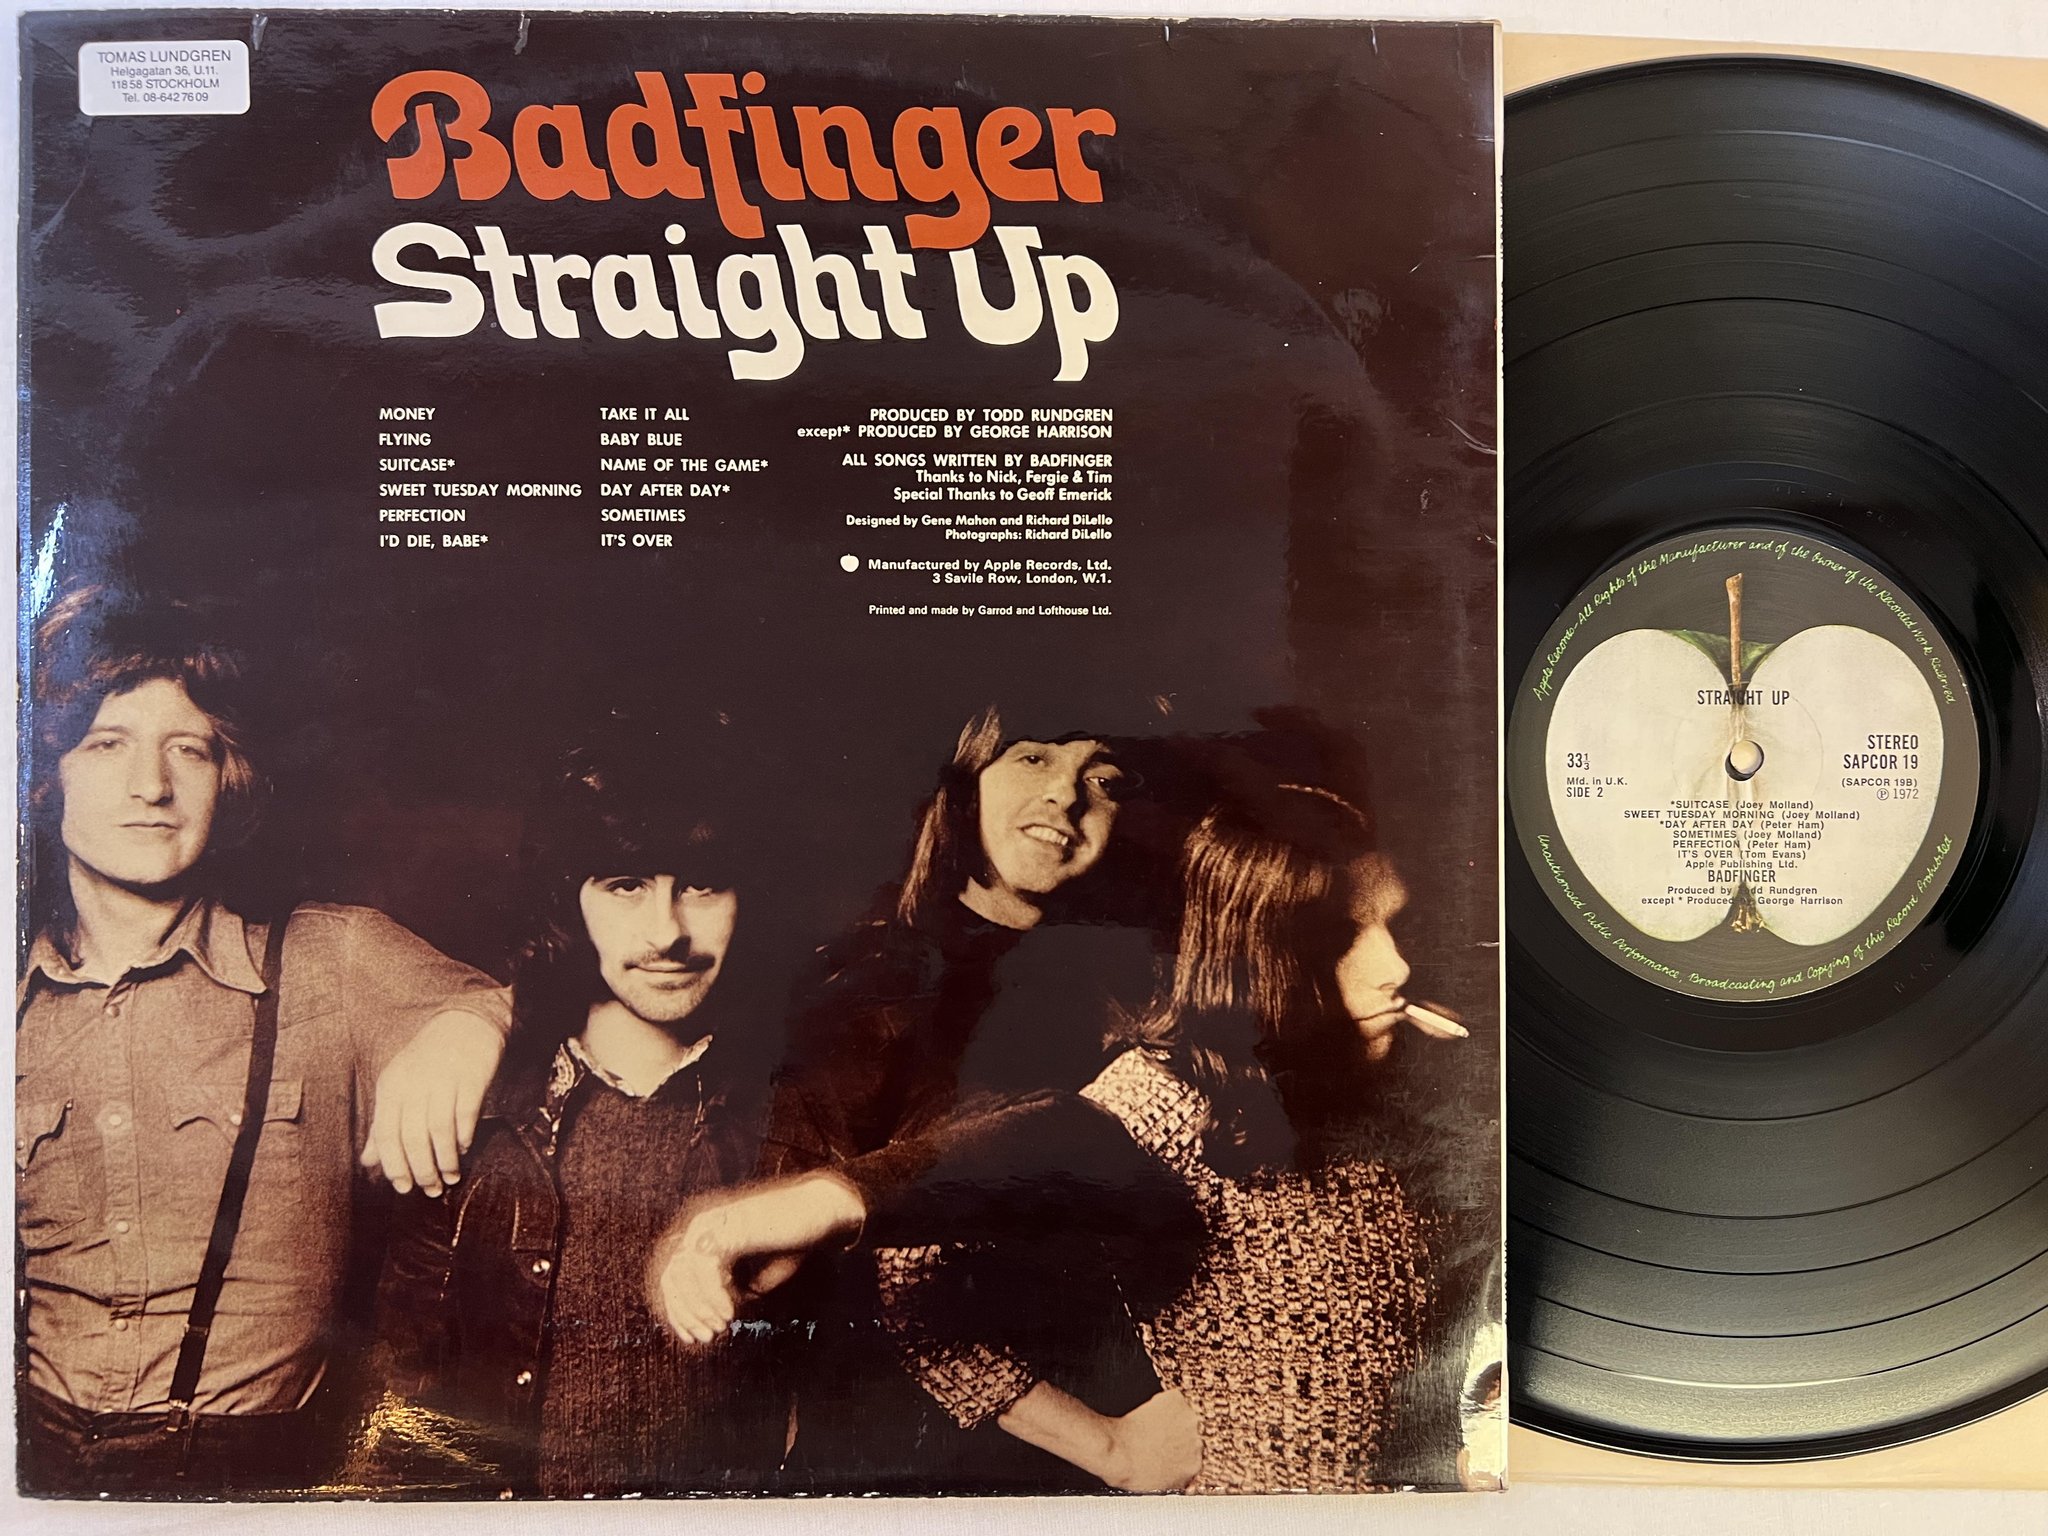 TOMAS LUNDGREN
Helgagatan 36, U.11.
118 58 STOCKHOLM
Tel. 08-642 76 09
Badfinger
Straight Up
MONEY
FLYING
SUITCASE*
SWEET TUESDAY MORNING
PERFECTION
I'D DIE, BABE*
TAKE IT ALL
BABY BLUE
NAME OF THE GAME*
DAY AFTER DAY*
SOMETIMES
IT'S OVER
PRODUCED BY TODD RUNDGREN
except* PRODUCED BY GEORGE HARRISON
ALL SONGS WRITTEN BY BADFINGER
Thanks to Nick, Fergie & Tim
Special Thanks to Geoff Emerick
Designed by Gene Mahon and Richard DiLello
Photographs: Richard DiLello
Manufactured by Apple Records, Ltd.
3 Savile Row, London, W.1.
Printed and made by Garrod and Lofthouse Ltd.
Apple Records-All Rights of the Manufacturer and of the Owner of the Recorded Work Reserved
STRAIGHT UP
33⅓
Mfd. in U.K.
SIDE 2
STEREO
SAPCOR 19
(SAPCOR 19B)
℗ 1972
*SUITCASE (Joey Molland)
SWEET TUESDAY MORNING (Joey Molland)
*DAY AFTER DAY (Peter Ham)
SOMETIMES (Joey Molland)
PERFECTION (Peter Ham)
IT'S OVER (Tom Evans)
Apple Publishing Ltd.
BADFINGER
Produced by Todd Rundgren
except * Produced by George Harrison
Unauthorised Public Performance, Broadcasting and Copying of this Record Prohibited